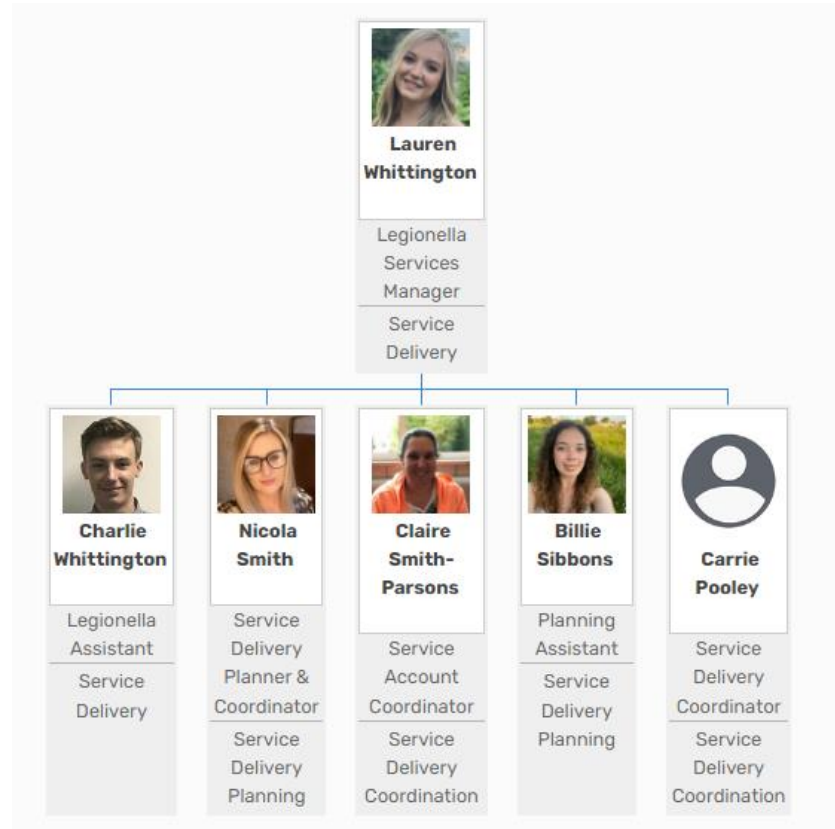 Lauren
Whittington
Legionella
Services
Manager
Service
Delivery
Charlie
Whittington
Legionella
Assistant
Service
Delivery
Nicola
Smith
Service
Delivery
Planner &
Coordinator
Service
Delivery
Planning
Claire
Smith-
Parsons
Service
Account
Coordinator
Service
Delivery
Coordination
Billie
Sibbons
Planning
Assistant
Service
Delivery
Planning
Carrie
Pooley
Service
Delivery
Coordinator
Service
Delivery
Coordination